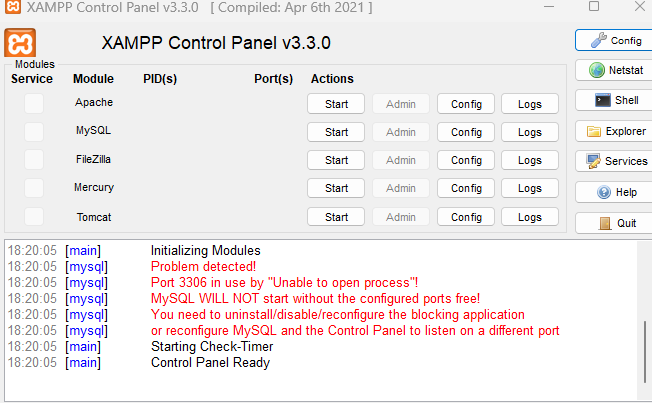 XAMPP Control Panel v3.3.0 [ Compiled: Apr 6th 2021 ]
XAMPP Control Panel v3.3.0
Config
Modules
Service Module PID(s) Port(s) Actions
Netstat
Apache Start Admin Config Logs
Shell
MySQL Start Admin Config Logs
Explorer
FileZilla Start Admin Config Logs
Services
Mercury Start Admin Config Logs
Help
Tomcat Start Admin Config Logs
Quit
18:20:05 [main] Initializing Modules
18:20:05 [mysql] Problem detected!
18:20:05 [mysql] Port 3306 in use by "Unable to open process"!
18:20:05 [mysql] MySQL WILL NOT start without the configured ports free!
18:20:05 [mysql] You need to uninstall/disable/reconfigure the blocking application
18:20:05 [mysql] or reconfigure MySQL and the Control Panel to listen on a different port
18:20:05 [main] Starting Check-Timer
18:20:05 [main] Control Panel Ready